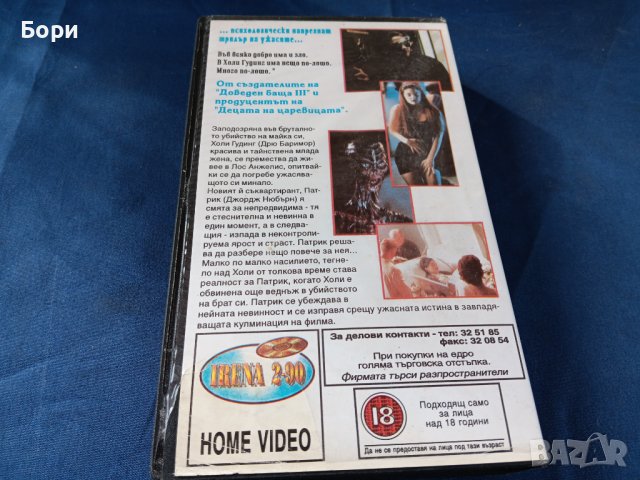 Бори
... психологически напрегнат
трилър на ужасите...
Във всяко добро има и зло.
В Холи Гудинг има нещо по-лошо.
Много по-лошо. "
От създателите на
"Доведен баща III" и
продуцентът на
"Децата на царевицата".
Заподозряна във брутално-
то убийство на майка си,
Холи Гудинг (Дрю Баримор)
красива и тайнствена млада
жена, се премества да жи-
вее в Лос Анжелис, опитвай-
ки се да погребе ужасява-
щото си минало.
Новият й съквартирант, Пат-
рик (Джордж Нюбърн) я
смята за непредвидима - тя
е стеснителна и невинна в
един момент, а в следва-
щия - изпада в неконтроли-
руема ярост и страст. Патрик реша-
ва да разбере нещо повече за нея...
Малко по малко насилието, тегне-
ло над Холи от толкова време става
реалност за Патрик, когато Холи е
обвинена още веднъж в убийството
на брат си. Патрик се убеждава в
нейната невинност и се изправя срещу ужасната истина в завладя-
ващата кулминация на филма.
IRENA 2-90
HOME VIDEO
За делови контакти - тел: 32 51 85
факс: 32 08 54
При покупки на едро
голяма търговска отстъпка.
Фирмата търси разпространители
18
Подходящ само
за лица
над 18 години
Да не се предоставя на лица под тази възраст
BAZAR